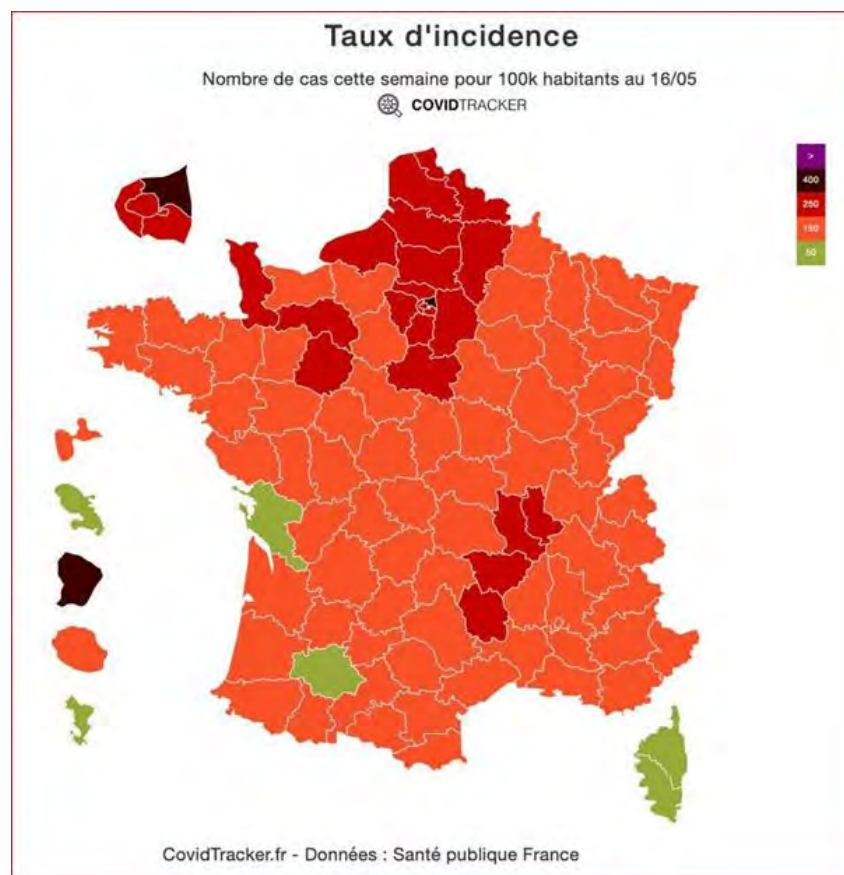 Taux d'incidence
Nombre de cas cette semaine pour 100k habitants au 16/05
COVIDTRACKER
>
400
250
150
50
CovidTracker.fr - Données : Santé publique France